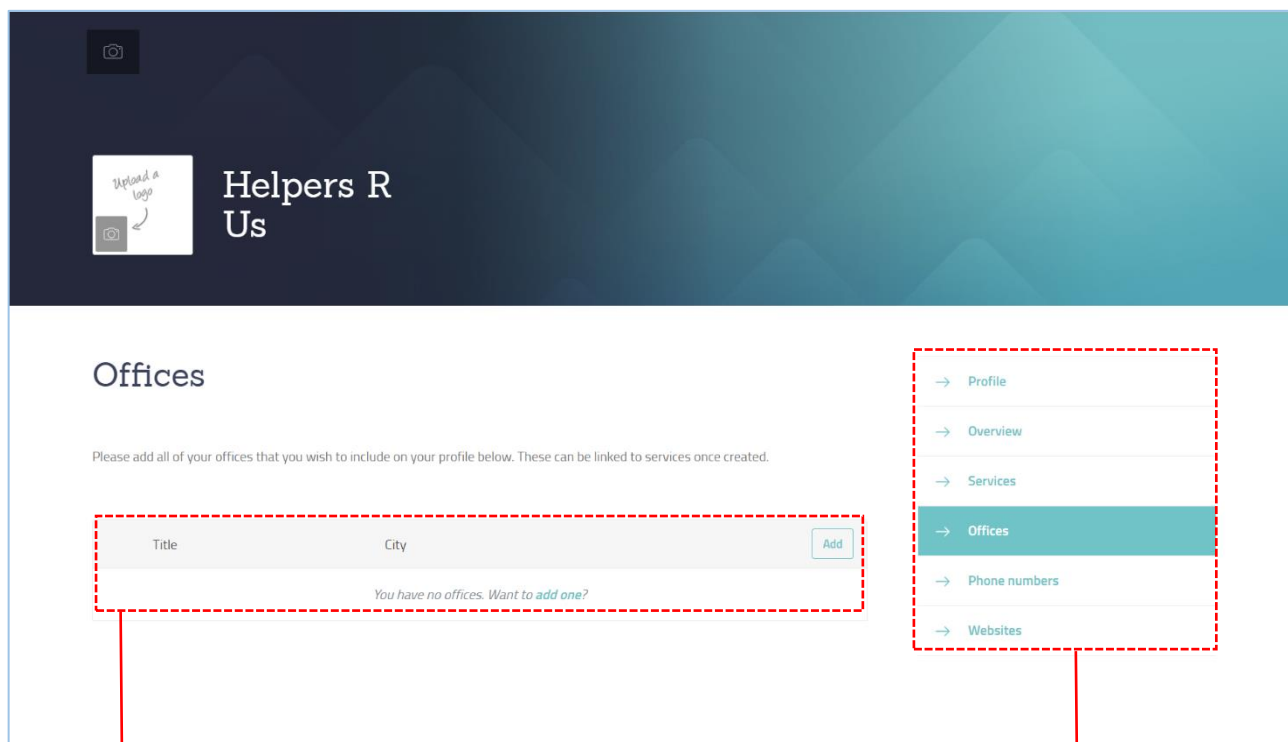 Upload a
logo
Helpers R
Us
Offices
Please add all of your offices that you wish to include on your profile below. These can be linked to services once created.
Title City Add
You have no offices. Want to add one?
→ Profile
→ Overview
→ Services
→ Offices
→ Phone numbers
→ Websites